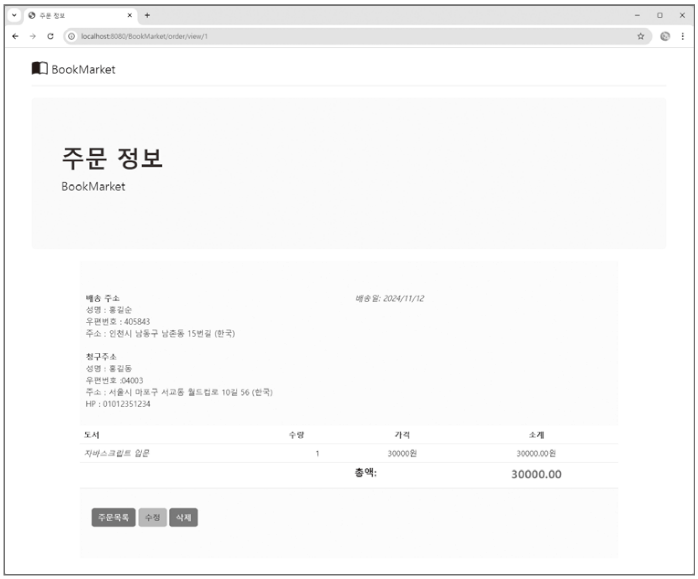 주문 정보
localhost:8080/BookMarket/order/view/1
BookMarket
주문 정보
BookMarket
배송 주소
배송일: 2024/11/12
성명 : 홍길순
우편번호 : 405843
주소 : 인천시 남동구 남촌동 15번길 (한국)
청구주소
성명 : 홍길동
우편번호 :04003
주소 : 서울시 마포구 서교동 월드컵로 10길 56 (한국)
HP : 01012351234
도서 수량 가격 소계
자바스크립트 입문 1 30000원 30000.00원
총액: 30000.00
주문목록 수정 삭제